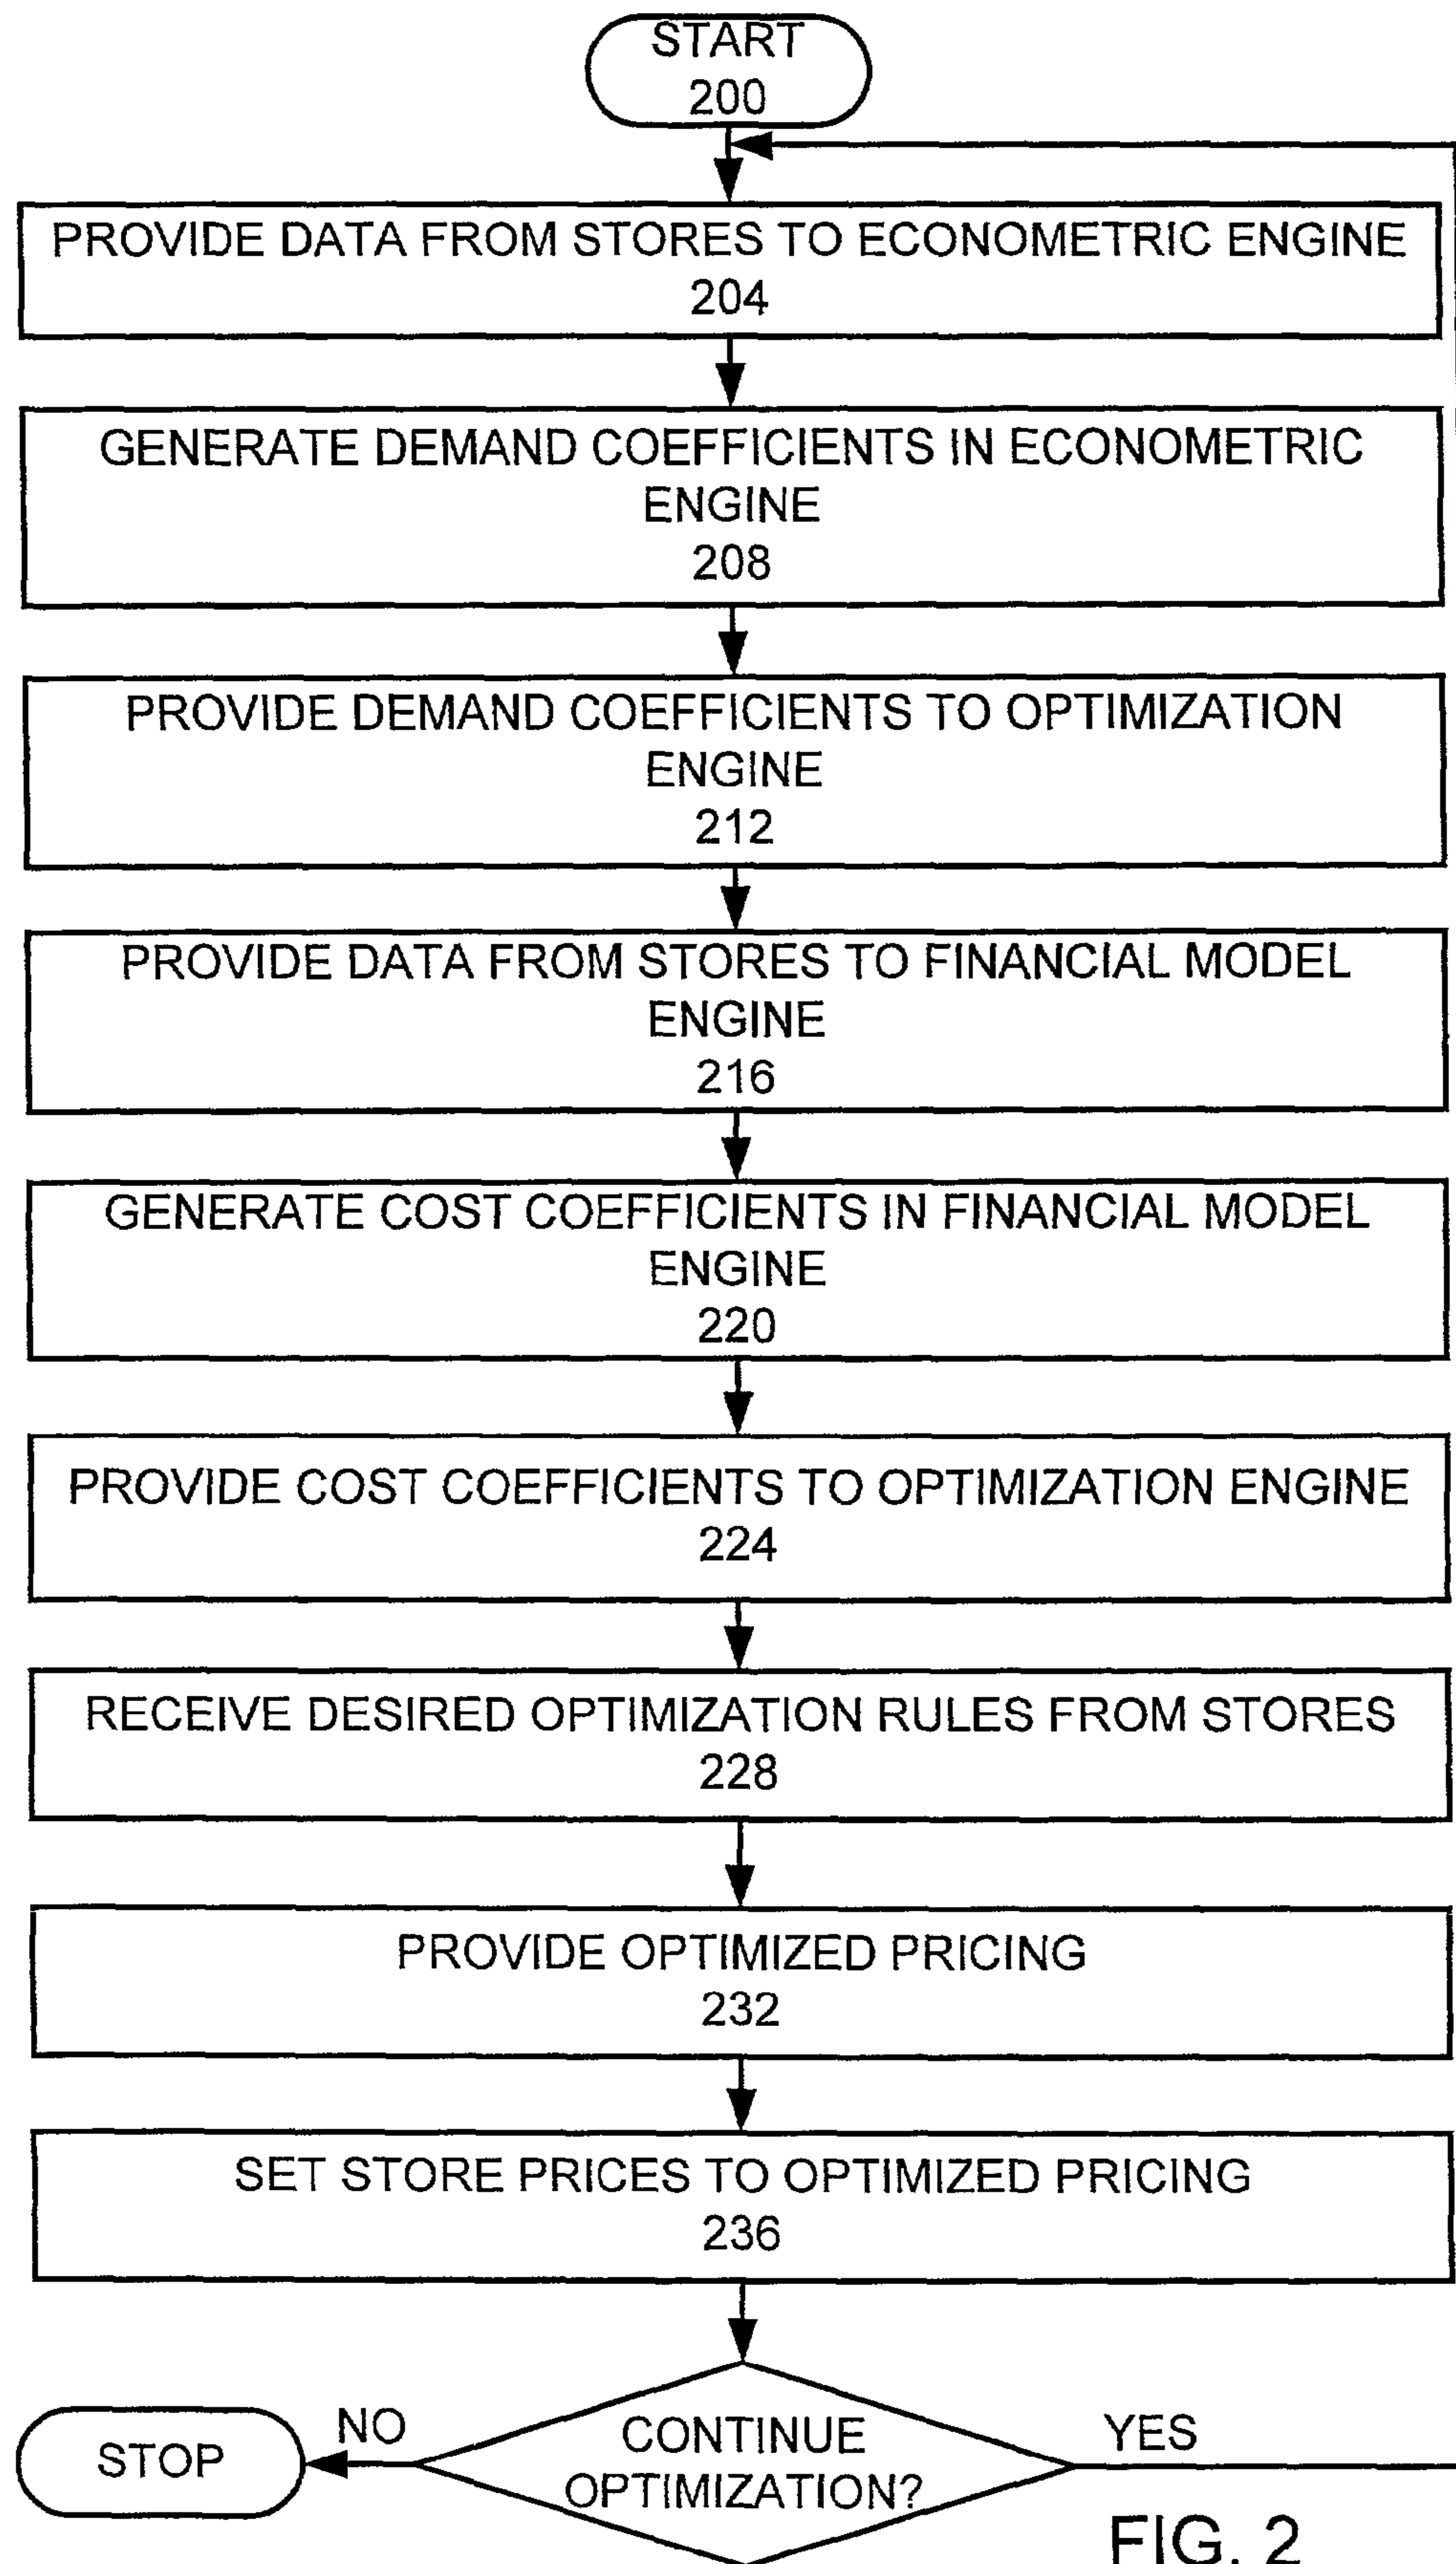 START
200
PROVIDE DATA FROM STORES TO ECONOMETRIC ENGINE
204
GENERATE DEMAND COEFFICIENTS IN ECONOMETRIC
ENGINE
208
PROVIDE DEMAND COEFFICIENTS TO OPTIMIZATION
ENGINE
212
PROVIDE DATA FROM STORES TO FINANCIAL MODEL
ENGINE
216
GENERATE COST COEFFICIENTS IN FINANCIAL MODEL
ENGINE
220
PROVIDE COST COEFFICIENTS TO OPTIMIZATION ENGINE
224
RECEIVE DESIRED OPTIMIZATION RULES FROM STORES
228
PROVIDE OPTIMIZED PRICING
232
SET STORE PRICES TO OPTIMIZED PRICING
236
STOP
NO
CONTINUE
OPTIMIZATION?
YES
FIG. 2